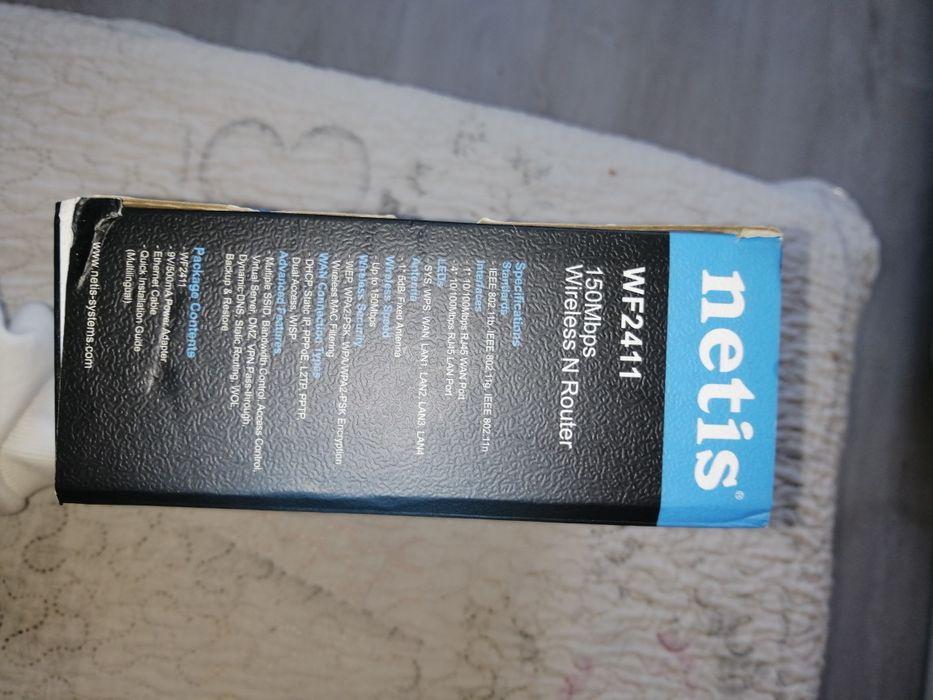 netis®
WF2411
150Mbps
Wireless N Router
Specifications
Standards
·IEEE 802.11b, IEEE 802.11g, IEEE 802.11n
Interfaces
·1*10/100Mbps RJ45 WAN Port
·4*10/100Mbps RJ45 LAN Port
LEDs
·SYS, WPS, WAN, LAN1, LAN2, LAN3, LAN4
Antenna
·1*5dBi Fixed Antenna
Wireless Speed
·Up to 150Mbps
Wireless Security
·WEP, WPA2-PSK, WPA/WPA2-PSK Encryption
·Wireless MAC Filtering
WAN Connection Type
·DHCP, Static IP, PPPoE, L2TP, PPTP,
Dual Access, WISP
Advanced Features
·Multiple SSID, Bandwidth Control, Access Control,
Virtual Server, DMZ, VPN Pass-through,
Dynamic DNS, Static Routing, WOL,
Backup & Restore
Package Contents
·WF2411
·9V/500mA Power Adapter
·Ethernet Cable
·Quick Installation Guide
(Multilingual)
www.netis-systems.com